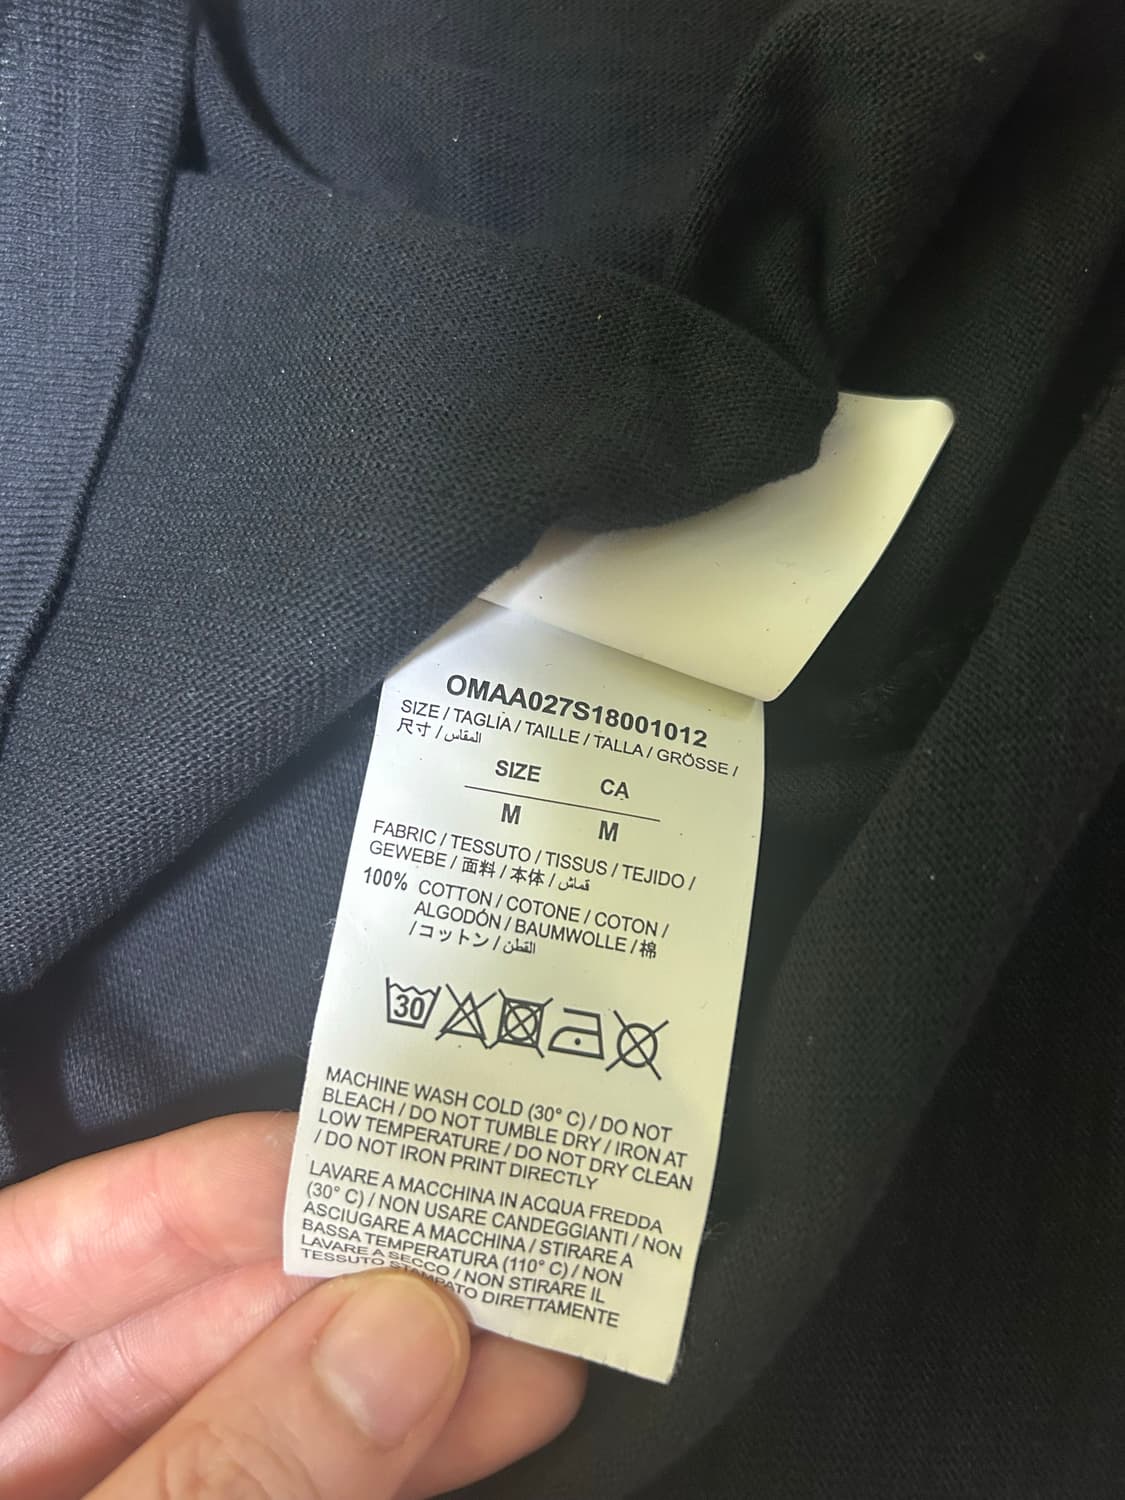 OMAA027S18001012
SIZE / TAGLIA / TAILLE / TALLA / GRÖSSE /
尺寸 / المقاس
SIZE CA
M M
FABRIC / TESSUTO / TISSUS / TEJIDO /
GEWEBE / 面料 / 本体 / قماش
100% COTTON / COTONE / COTON /
ALGODÓN / BAUMWOLLE / 棉
/ コットン / القطن
30
MACHINE WASH COLD (30° C) / DO NOT
BLEACH / DO NOT TUMBLE DRY / IRON AT
LOW TEMPERATURE / DO NOT DRY CLEAN
/ DO NOT IRON PRINT DIRECTLY
LAVARE A MACCHINA IN ACQUA FREDDA
(30° C) / NON USARE CANDEGGIANTI / NON
ASCIUGARE A MACCHINA / STIRARE A
BASSA TEMPERATURA (110° C) / NON
LAVARE A SECCO / NON STIRARE IL
TESSUTO STAMPATO DIRETTAMENTE